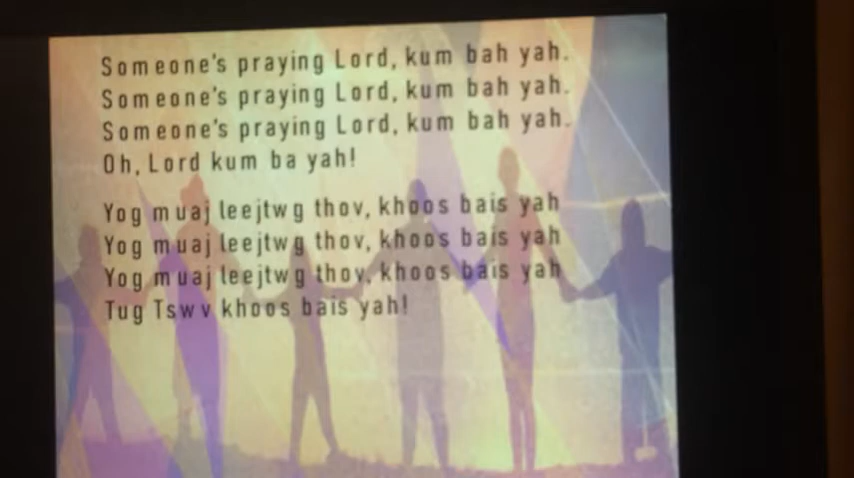 Someone's praying Lord, kum bah yah.
Someone's praying Lord, kum bah yah.
Someone's praying Lord, kum bah yah.
Oh, Lord kum ba yah!
Yog muaj leejtwg thov, khoos bais yah
Yog muaj leejtwg thov, khoos bais yah
Yog muaj leejtwg thov, khoos bais yah
Tug Tswv khoos bais yah!